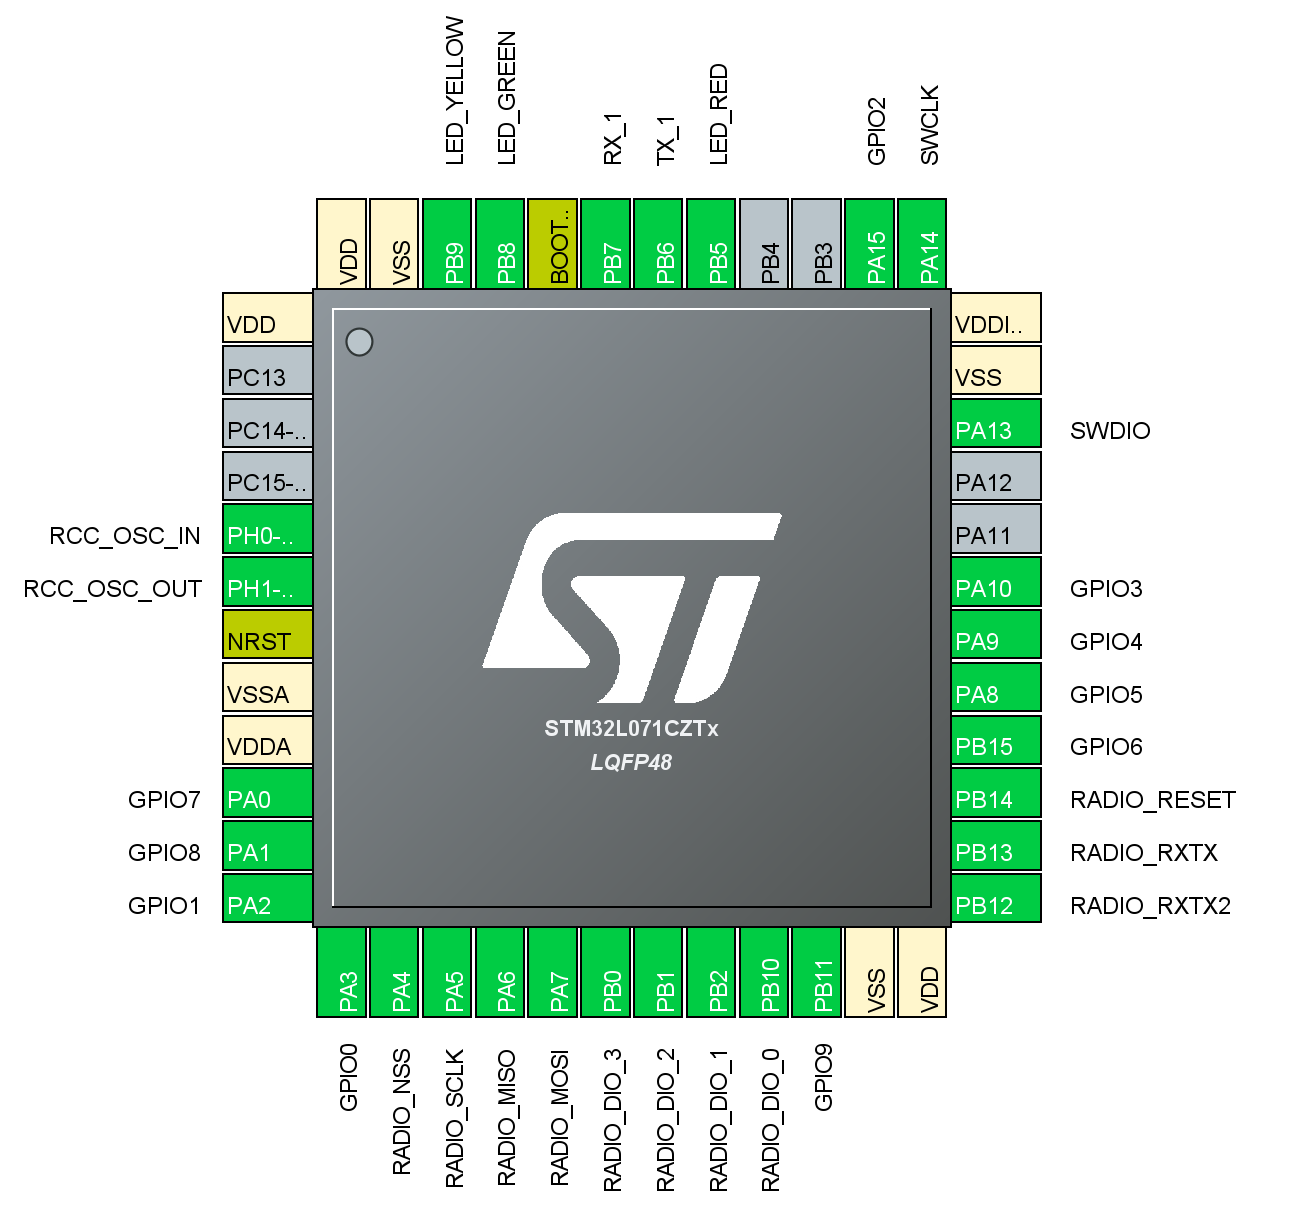 LED_YELLOW
LED_GREEN
RX_1
TX_1
LED_RED
GPIO2
SWCLK
VDD
VSS
PB9
PB8
BOOT..
PB7
PB6
PB5
PB4
PB3
PA15
PA14
VDD
PC13
PC14-..
PC15-..
RCC_OSC_IN PH0-..
RCC_OSC_OUT PH1-..
NRST
VSSA
VDDA
GPIO7 PA0
GPIO8 PA1
GPIO1 PA2
ST
STM32L071CZTx
LQFP48
VDDI..
VSS
PA13 SWDIO
PA12
PA11
PA10 GPIO3
PA9 GPIO4
PA8 GPIO5
PB15 GPIO6
PB14 RADIO_RESET
PB13 RADIO_RXTX
PB12 RADIO_RXTX2
PA3
PA4
PA5
PA6
PA7
PB0
PB1
PB2
PB10
PB11
VSS
VDD
GPIO0
RADIO_NSS
RADIO_SCLK
RADIO_MISO
RADIO_MOSI
RADIO_DIO_3
RADIO_DIO_2
RADIO_DIO_1
RADIO_DIO_0
GPIO9